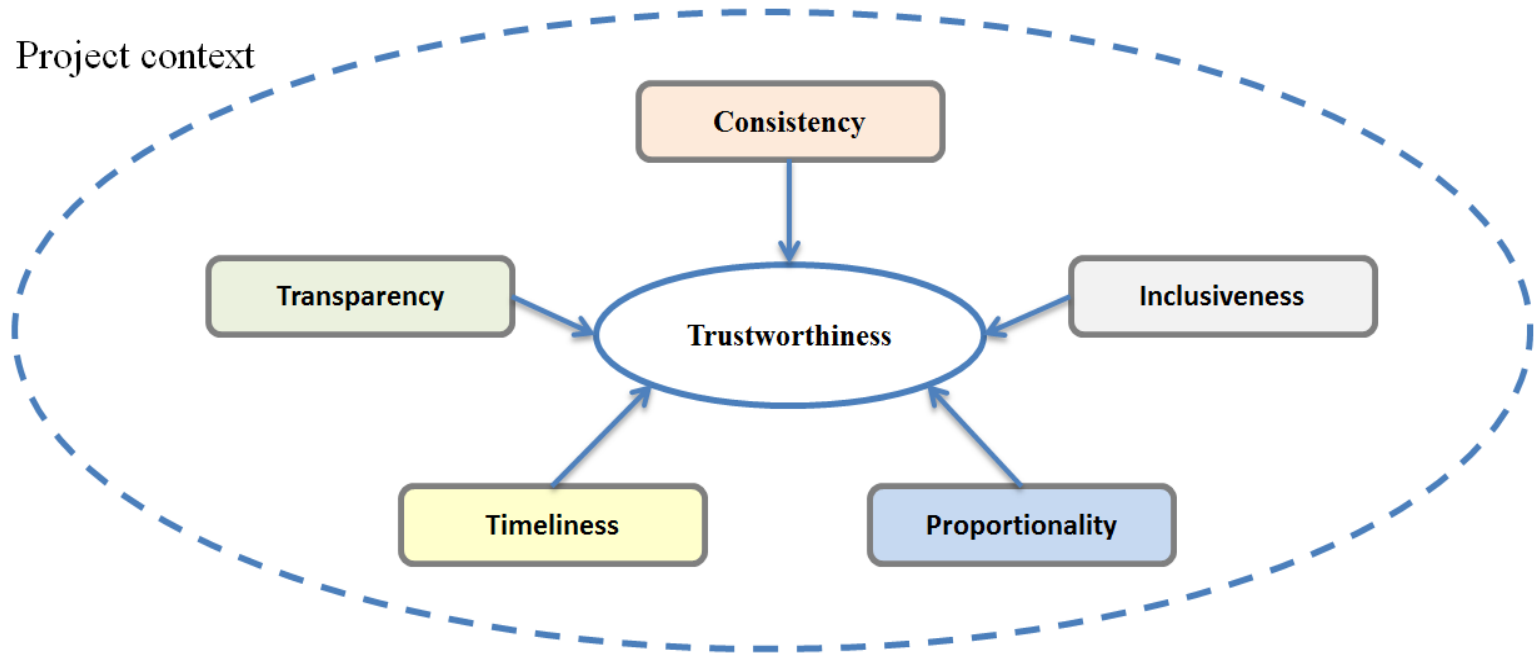 Project context
Consistency
Transparency
Inclusiveness
Trustworthiness
Timeliness
Proportionality